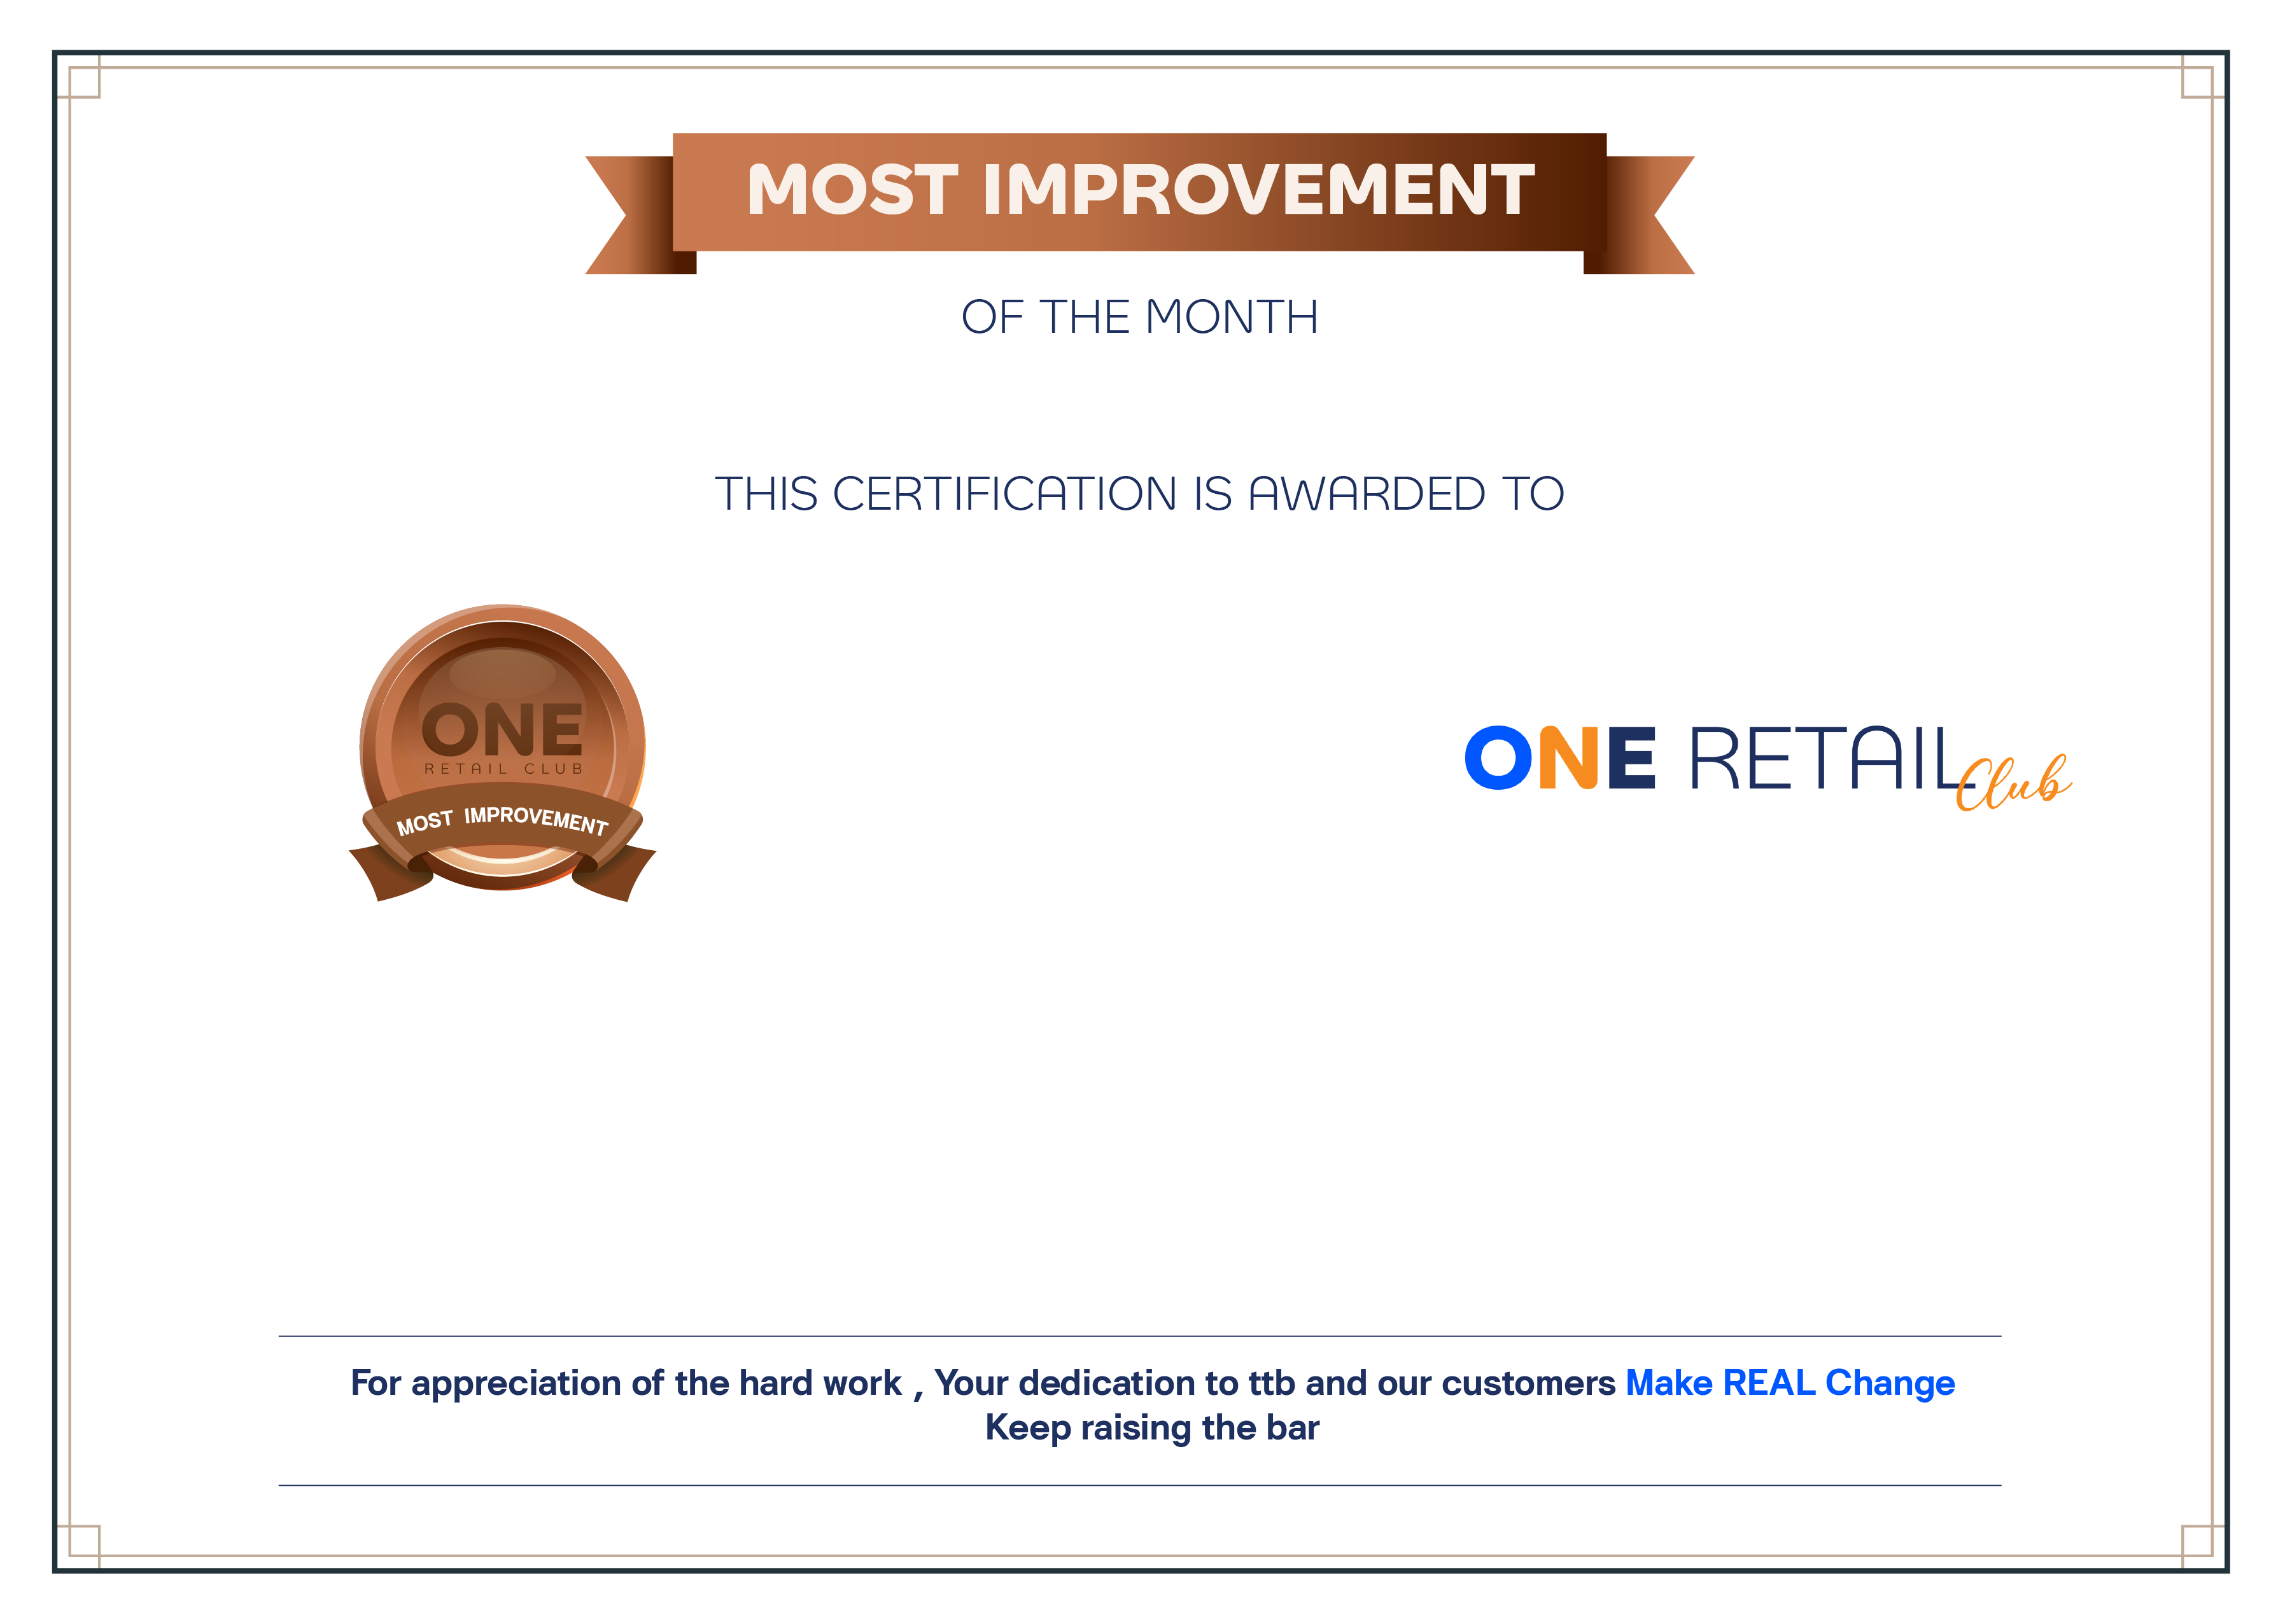 MOST IMPROVEMENT
OF THE MONTH
THIS CERTIFICATION IS AWARDED TO
ONE
RETAIL CLUB
MOST IMPROVEMENT
ONE RETAIL Club
For appreciation of the hard work , Your dedication to ttb and our customers Make REAL Change
Keep raising the bar